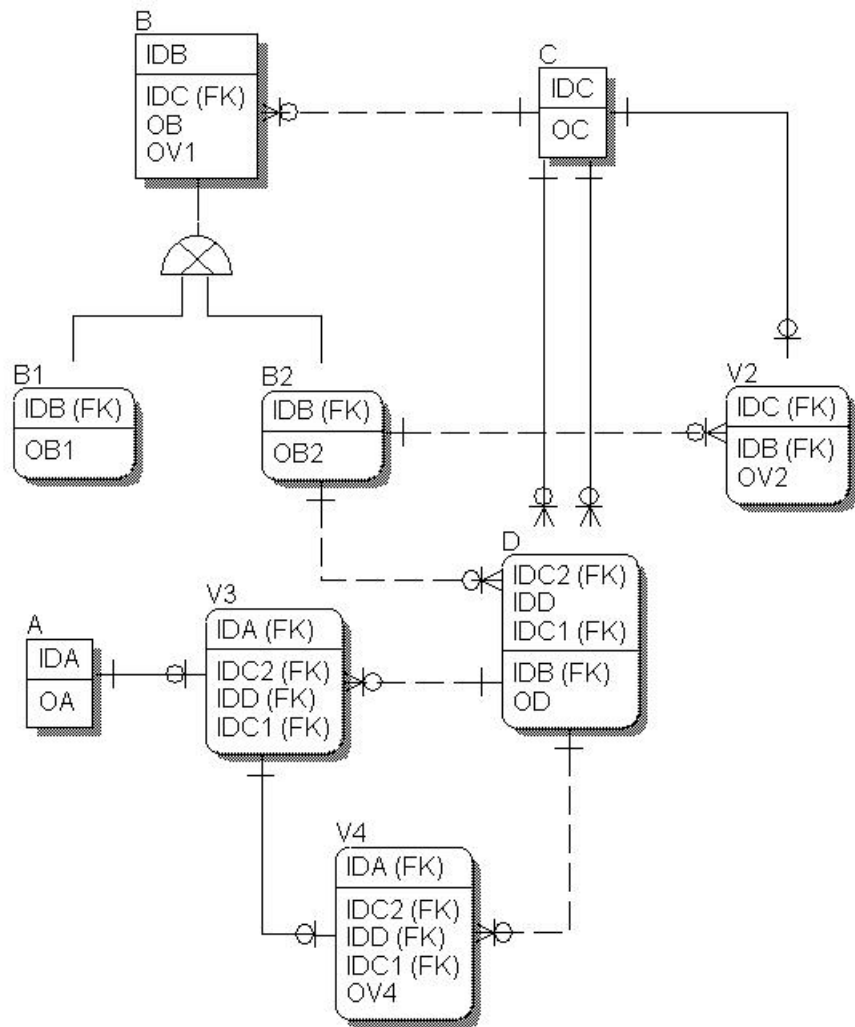 B
IDB
IDC (FK)
OB
OV1
C
IDC
OC
B1
IDB (FK)
OB1
B2
IDB (FK)
OB2
V2
IDC (FK)
IDB (FK)
OV2
D
IDC2 (FK)
IDD
IDC1 (FK)
IDB (FK)
OD
V3
IDA (FK)
IDC2 (FK)
IDD (FK)
IDC1 (FK)
A
IDA
OA
V4
IDA (FK)
IDC2 (FK)
IDD (FK)
IDC1 (FK)
OV4